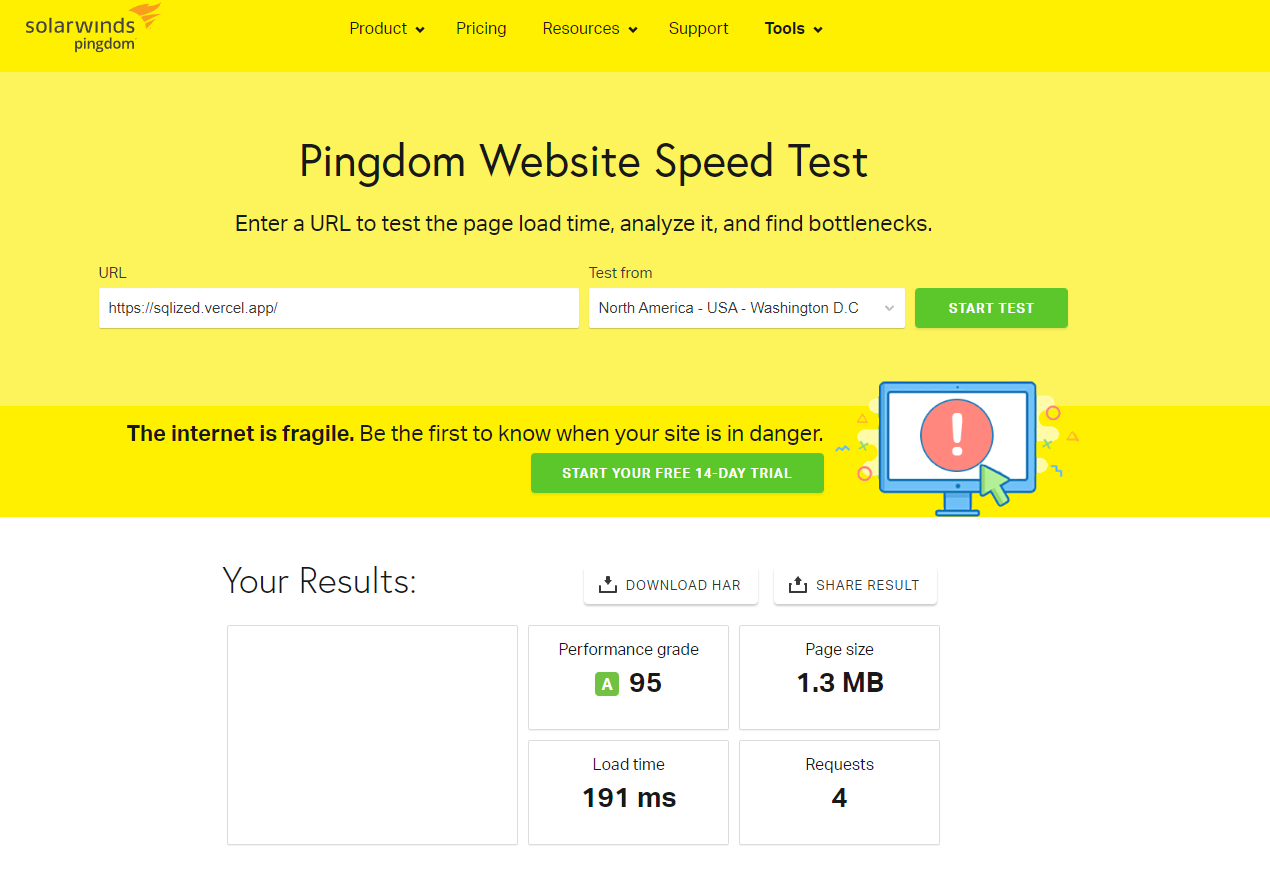 solarwinds
pingdom
Product Pricing Resources Support Tools
Pingdom Website Speed Test
Enter a URL to test the page load time, analyze it, and find bottlenecks.
URL Test from
https://sqlized.vercel.app/ North America - USA - Washington D.C START TEST
The internet is fragile. Be the first to know when your site is in danger.
START YOUR FREE 14-DAY TRIAL
!
Your Results: DOWNLOAD HAR SHARE RESULT
Performance grade Page size
A 95 1.3 MB
Load time Requests
191 ms 4